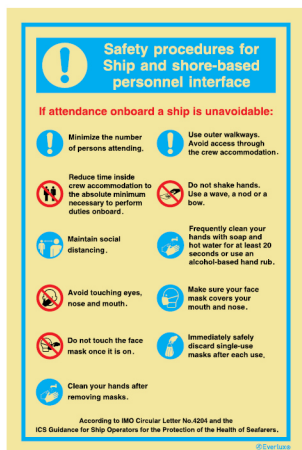 Safety procedures for
Ship and shore-based
personnel interface
If attendance onboard a ship is unavoidable:
Minimize the number
of persons attending.
Use outer walkways.
Avoid access through
the crew accommodation.
Reduce time inside
crew accommodation to
the absolute minimum
necessary to perform
duties onboard.
Do not shake hands.
Use a wave, a nod or a
bow.
Maintain social
distancing.
Frequently clean your
hands with soap and
hot water for at least 20
seconds or use an
alcohol-based hand rub.
Avoid touching eyes,
nose and mouth.
Make sure your face
mask covers your
mouth and nose.
Do not touch the face
mask once it is on.
Immediately safely
discard single-use
masks after each use.
Clean your hands after
removing masks.
According to IMO Circular Letter No.4204 and the
ICS Guidance for Ship Operators for the Protection of the Health of Seafarers.
Everlux®